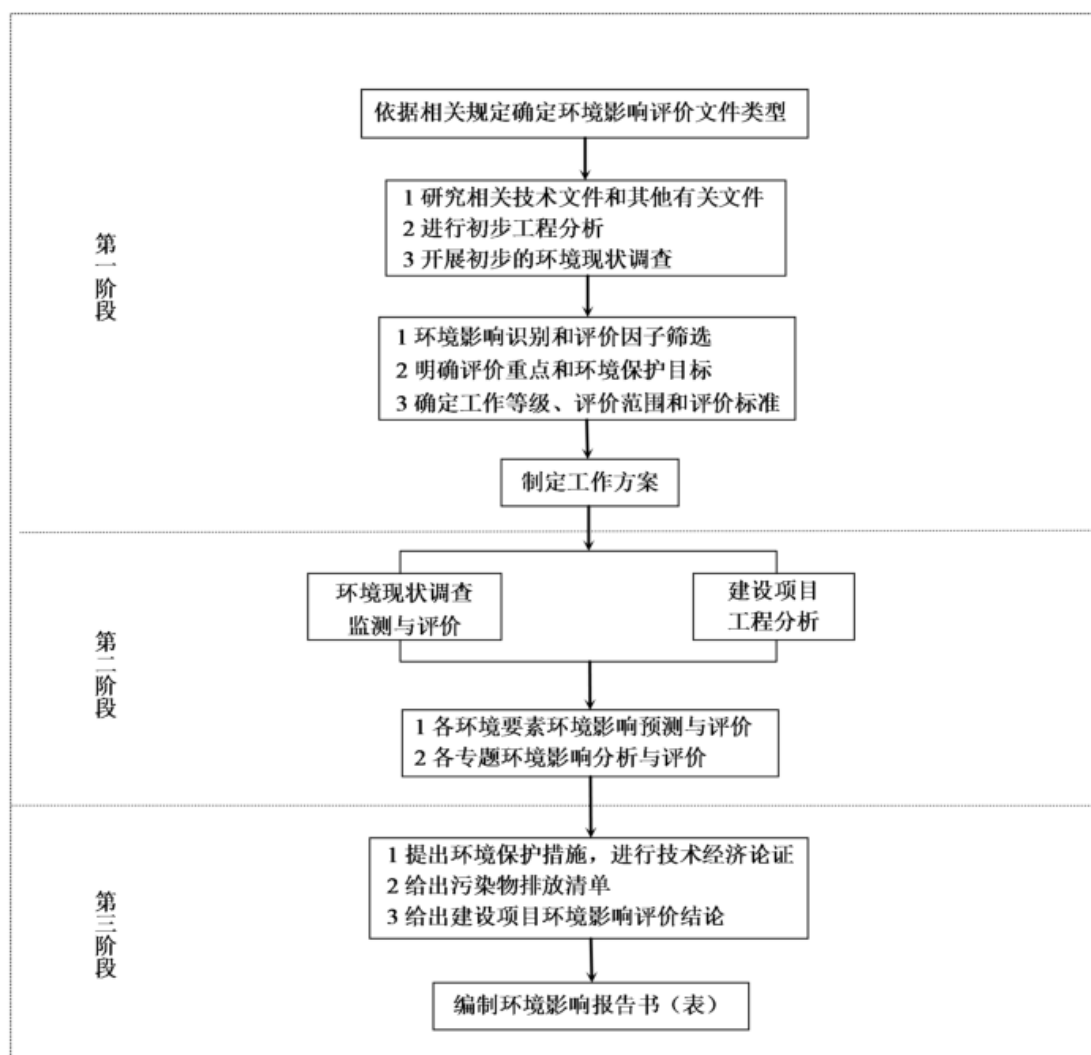 依据相关规定确定环境影响评价文件类型
1 研究相关技术文件和其他有关文件
2 进行初步工程分析
3 开展初步的环境现状调查
第一阶段
1 环境影响识别和评价因子筛选
2 明确评价重点和环境保护目标
3 确定工作等级、评价范围和评价标准
制定工作方案
环境现状调查
监测与评价
建设项目
工程分析
第二阶段
1 各环境要素环境影响预测与评价
2 各专题环境影响分析与评价
1 提出环境保护措施，进行技术经济论证
2 给出污染物排放清单
3 给出建设项目环境影响评价结论
第三阶段
编制环境影响报告书（表）